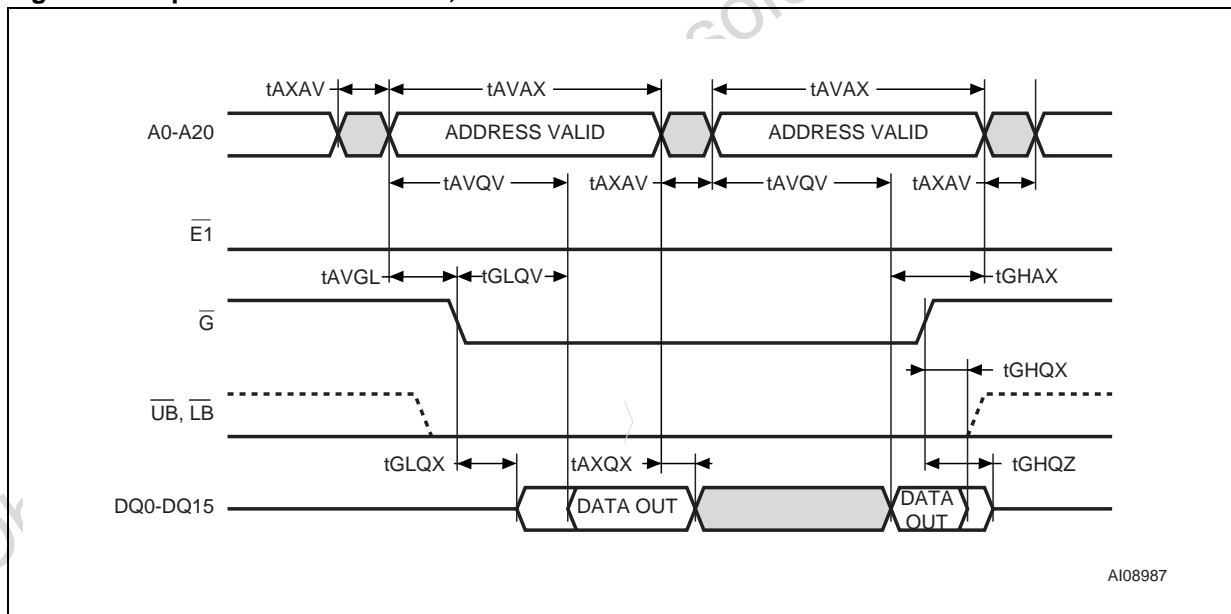 tAXAV tAVAX tAVAX
A0-A20 ADDRESS VALID ADDRESS VALID
tAVQV tAXAV tAVQV tAXAV
E1
tAVGL tGLQV tGHAX
G
tGHQX
UB, LB
tGLQX tAXQX tGHQZ
DQ0-DQ15 DATA OUT DATA
OUT
AI08987